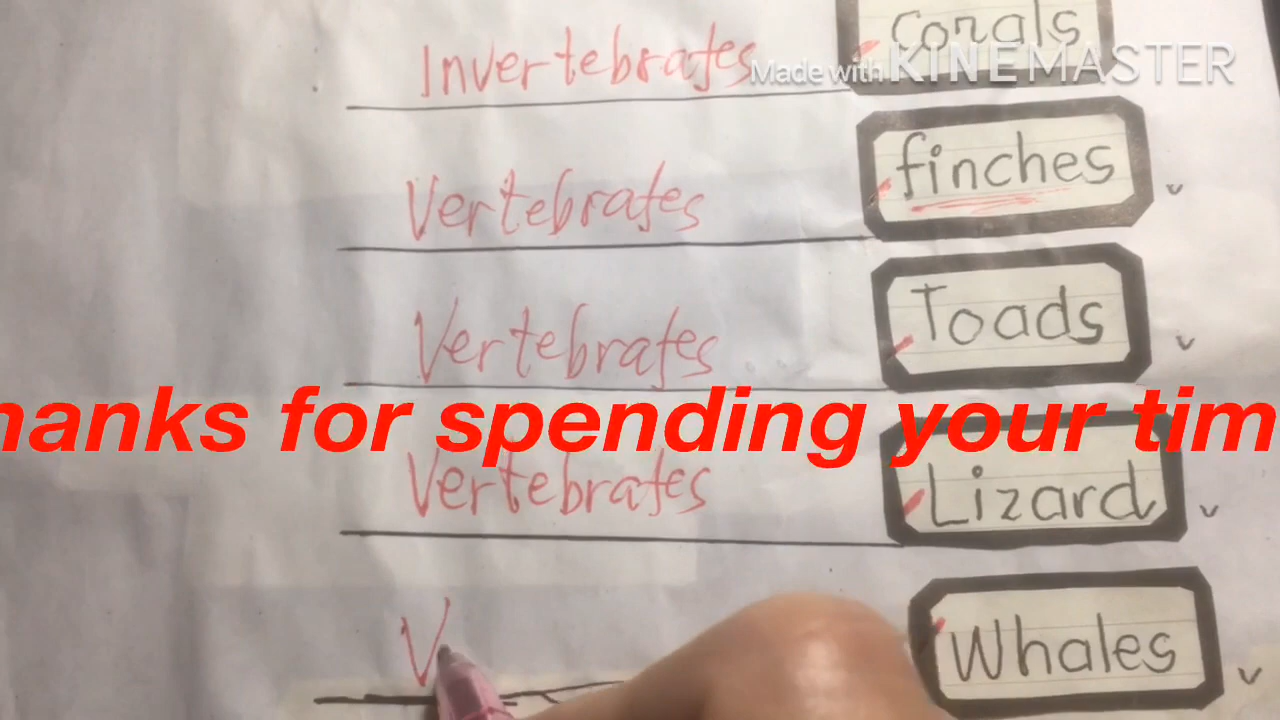 Invertebrates corals
Made with KINEMASTER
Vertebrates finches v
Vertebrates Toads v
hanks for spending your tim
Vertebrates Lizard v
V Whales v